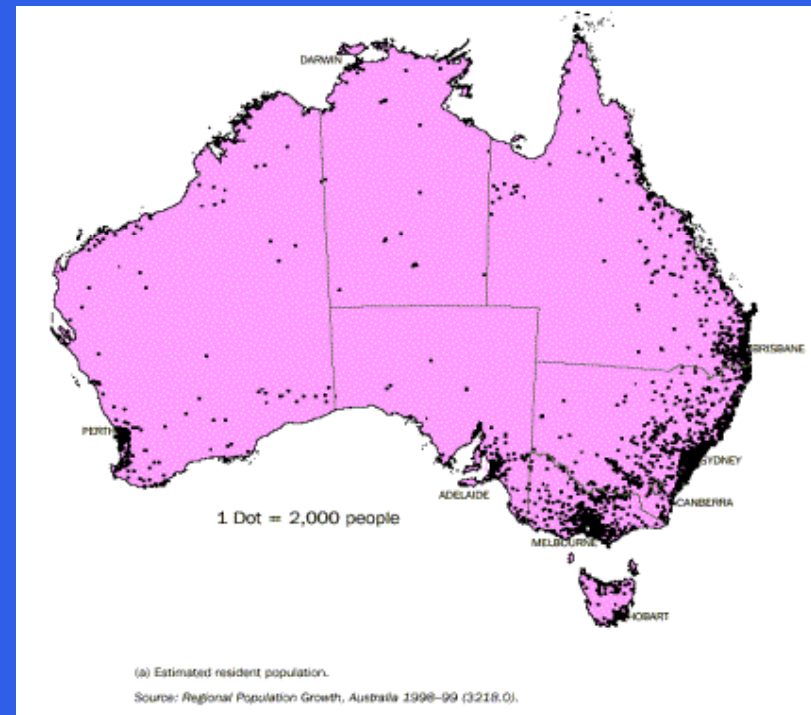 DARWIN
BRISBANE
PERTH
SYDNEY
ADELAIDE
CANBERRA
1 Dot = 2,000 people
MELBOURNE
HOBART
(a) Estimated resident population.
Source: Regional Population Growth, Australia 1998–99 (3218.0).